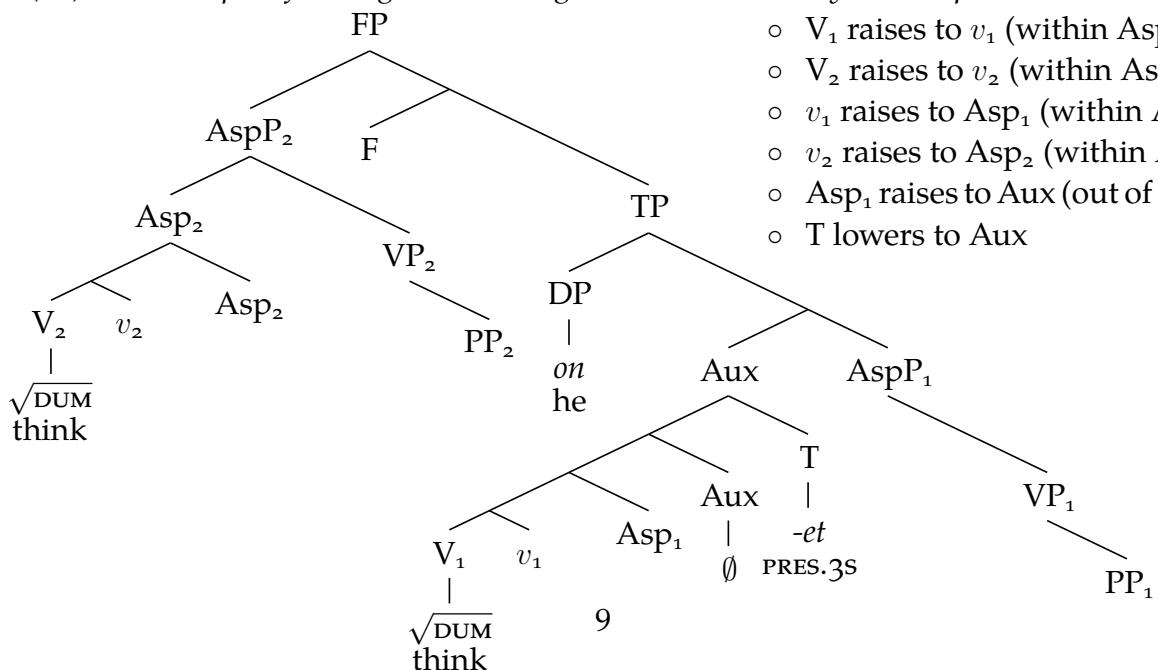 FP
◦ V₁ raises to v₁ (within Asp
◦ V₂ raises to v₂ (within As
◦ v₁ raises to Asp₁ (within
◦ v₂ raises to Asp₂ (within
◦ Asp₁ raises to Aux (out of
◦ T lowers to Aux
AspP₂ F
Asp₂ TP
VP₂
V₂ v₂ Asp₂ DP
PP₂
√DUM on Aux AspP₁
think he
T
Aux VP₁
V₁ v₁ Asp₁ -et
∅ PRES.3S PP₁
√DUM 9
think